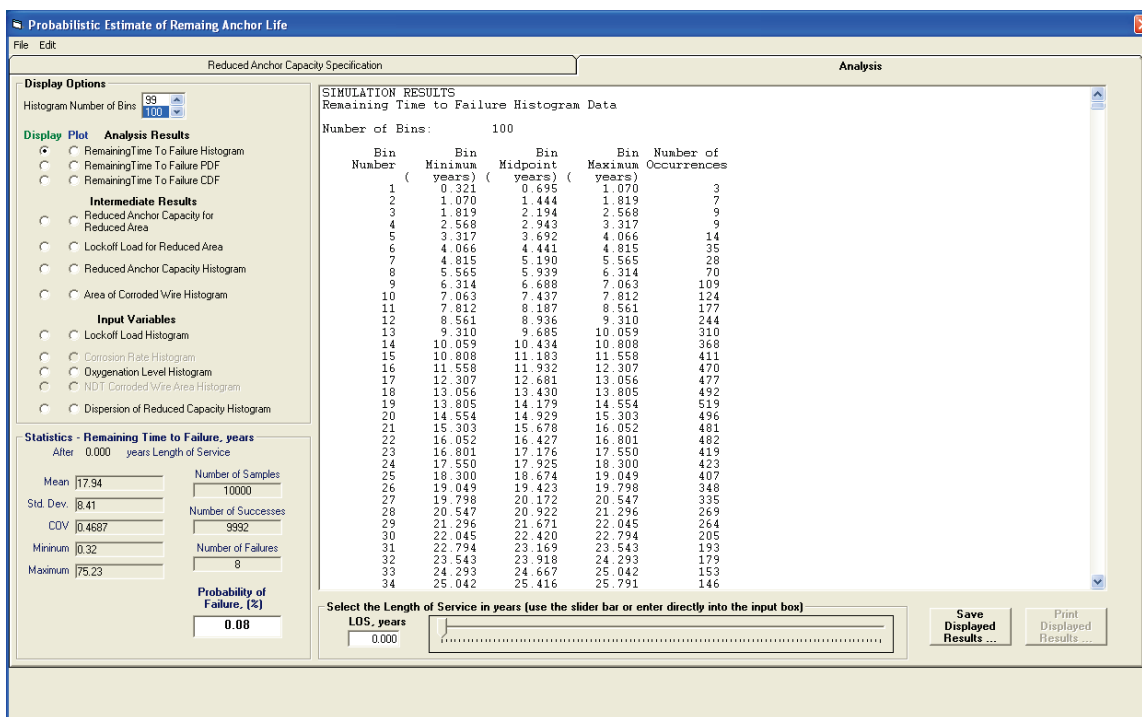 Probabilistic Estimate of Remaing Anchor Life
File Edit
Reduced Anchor Capacity Specification
Analysis
Display Options
Histogram Number of Bins
99
100
Display Plot Analysis Results
RemainingTime To Failure Histogram
RemainingTime To Failure PDF
RemainingTime To Failure CDF
Intermediate Results
Reduced Anchor Capacity for
Reduced Area
Lockoff Load for Reduced Area
Reduced Anchor Capacity Histogram
Area of Corroded Wire Histogram
Input Variables
Lockoff Load Histogram
Corrosion Rate Histogram
Oxygenation Level Histogram
NDT Corroded Wire Area Histogram
Dispersion of Reduced Capacity Histogram
Statistics - Remaining Time to Failure, years
After 0.000 years Length of Service
Mean 17.94
Std. Dev. 8.41
COV 0.4687
Mininum 0.32
Maximum 75.23
Number of Samples
10000
Number of Successes
9992
Number of Failures
8
Probability of
Failure, (%)
0.08
SIMULATION RESULTS
Remaining Time to Failure Histogram Data
Number of Bins: 100
Bin Bin Bin Bin Number of
Number Minimum Midpoint Maximum Occurrences
( years) ( years) ( years)
1 0.321 0.695 1.070 3
2 1.070 1.444 1.819 7
3 1.819 2.194 2.568 9
4 2.568 2.943 3.317 9
5 3.317 3.692 4.066 14
6 4.066 4.441 4.815 35
7 4.815 5.190 5.565 28
8 5.565 5.939 6.314 70
9 6.314 6.688 7.063 109
10 7.063 7.437 7.812 124
11 7.812 8.187 8.561 177
12 8.561 8.936 9.310 244
13 9.310 9.685 10.059 310
14 10.059 10.434 10.808 368
15 10.808 11.183 11.558 411
16 11.558 11.932 12.307 470
17 12.307 12.681 13.056 477
18 13.056 13.430 13.805 492
19 13.805 14.179 14.554 519
20 14.554 14.929 15.303 496
21 15.303 15.678 16.052 481
22 16.052 16.427 16.801 482
23 16.801 17.176 17.550 419
24 17.550 17.925 18.300 423
25 18.300 18.674 19.049 407
26 19.049 19.423 19.798 348
27 19.798 20.172 20.547 335
28 20.547 20.922 21.296 269
29 21.296 21.671 22.045 264
30 22.045 22.420 22.794 205
31 22.794 23.169 23.543 193
32 23.543 23.918 24.293 179
33 24.293 24.667 25.042 153
34 25.042 25.416 25.791 146
Select the Length of Service in years (use the slider bar or enter directly into the input box)
LOS, years
0.000
Save
Displayed
Results ...
Print
Displayed
Results ...